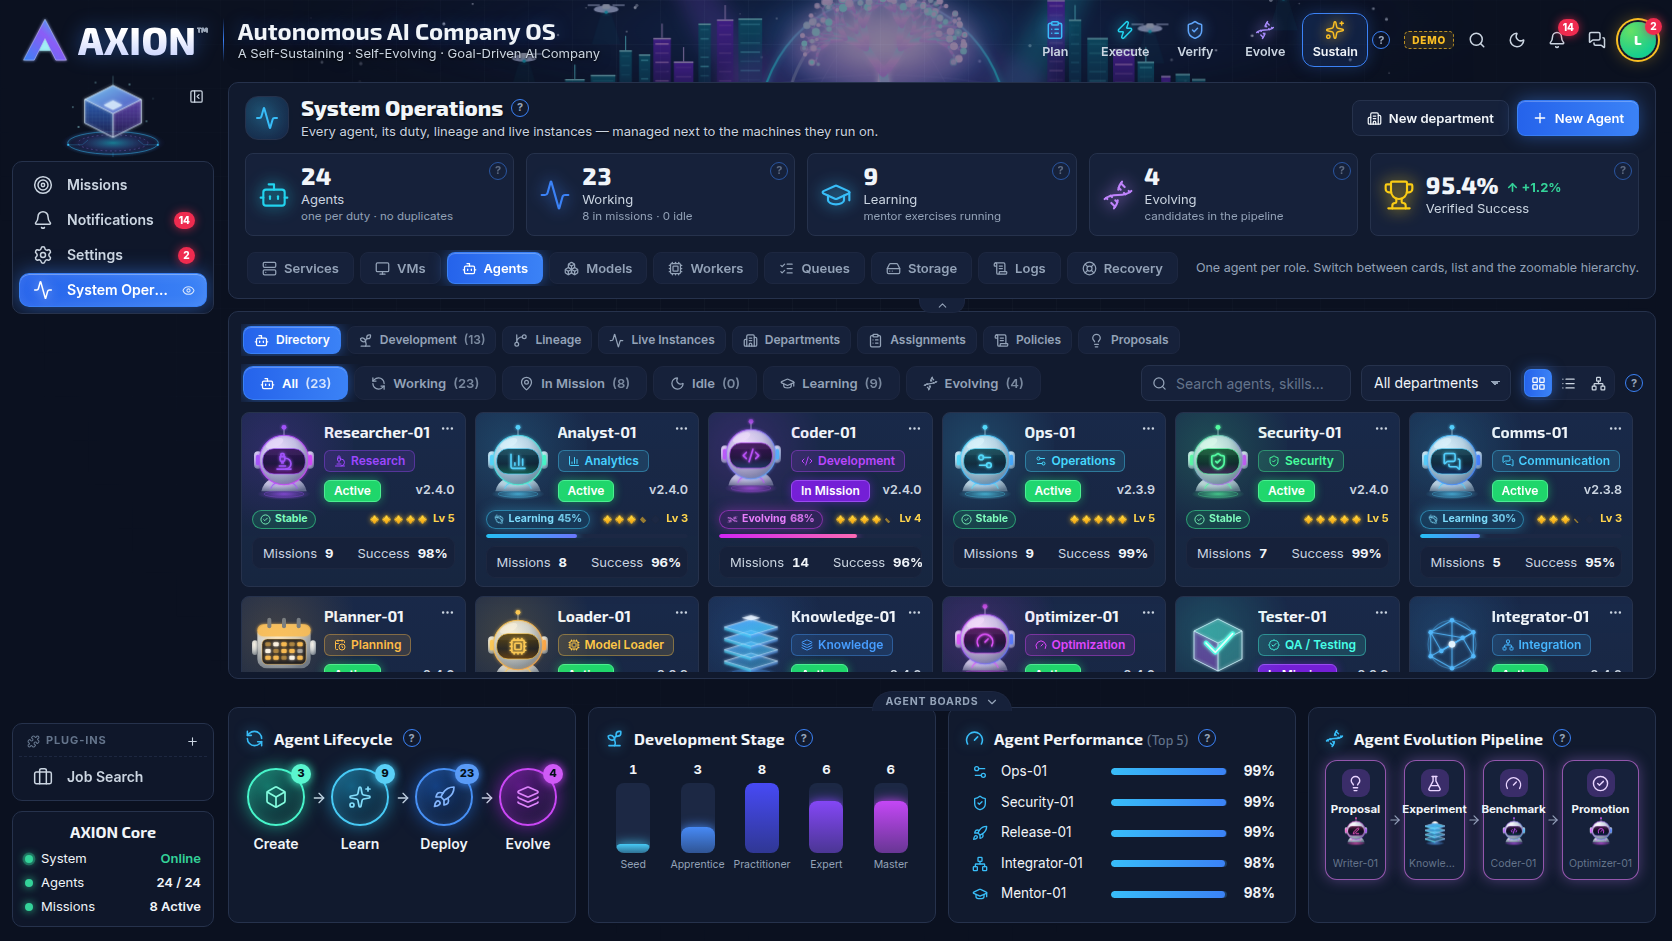 AXION™
Autonomous AI Company OS
A Self-Sustaining · Self-Evolving · Goal-Driven AI Company
Plan
Execute
Verify
Evolve
Sustain
?
DEMO
14
L
2
Missions
Notifications 14
Settings 2
System Oper...
PLUG-INS +
Job Search
AXION Core
System Online
Agents 24 / 24
Missions 8 Active
System Operations ?
Every agent, its duty, lineage and live instances — managed next to the machines they run on.
New department
+ New Agent
24 ?
Agents
one per duty · no duplicates
23 ?
Working
8 in missions · 0 idle
9 ?
Learning
mentor exercises running
4 ?
Evolving
candidates in the pipeline
95.4% ↑ +1.2% ?
Verified Success
Services VMs Agents Models Workers Queues Storage Logs Recovery
One agent per role. Switch between cards, list and the zoomable hierarchy.
Directory Development (13) Lineage Live Instances Departments Assignments Policies Proposals
All (23) Working (23) In Mission (8) Idle (0) Learning (9) Evolving (4)
Search agents, skills...
All departments
?
Researcher-01 ···
Research
Active v2.4.0
Stable Lv 5
Missions 9 Success 98%
Analyst-01 ···
Analytics
Active v2.4.0
Learning 45% Lv 3
Missions 8 Success 96%
Coder-01 ···
Development
In Mission v2.4.0
Evolving 68% Lv 4
Missions 14 Success 96%
Ops-01 ···
Operations
Active v2.3.9
Stable Lv 5
Missions 9 Success 99%
Security-01 ···
Security
Active v2.4.0
Stable Lv 5
Missions 7 Success 99%
Comms-01 ···
Communication
Active v2.3.8
Learning 30% Lv 3
Missions 5 Success 95%
Planner-01 ···
Planning
Loader-01 ···
Model Loader
Knowledge-01 ···
Knowledge
Optimizer-01 ···
Optimization
Tester-01 ···
QA / Testing
Integrator-01 ···
Integration
AGENT BOARDS
Agent Lifecycle ?
3 → 9 → 23 → 4
Create Learn Deploy Evolve
Development Stage ?
1 3 8 6 6
Seed Apprentice Practitioner Expert Master
Agent Performance (Top 5) ?
Ops-01 99%
Security-01 99%
Release-01 99%
Integrator-01 98%
Mentor-01 98%
Agent Evolution Pipeline ?
Proposal → Experiment → Benchmark → Promotion
Writer-01 Knowle... Coder-01 Optimizer-01